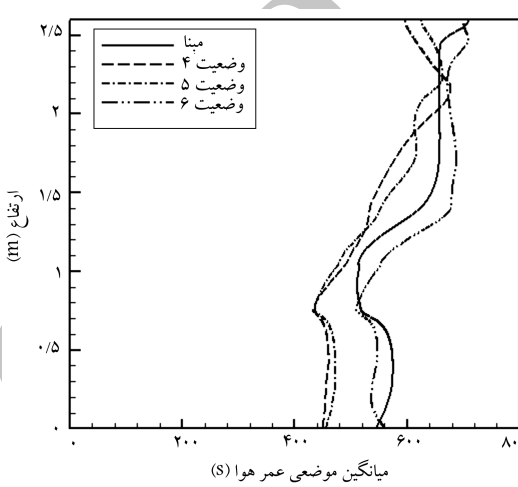 ۲/۵
۲
۱/۵
۱
۰/۵
۰
ارتفاع (m)
مبنا
وضعیت ۴
وضعیت ۵
وضعیت ۶
۰ ۲۰۰ ۴۰۰ ۶۰۰ ۸۰
میانگین موضعی عمر هوا (S)